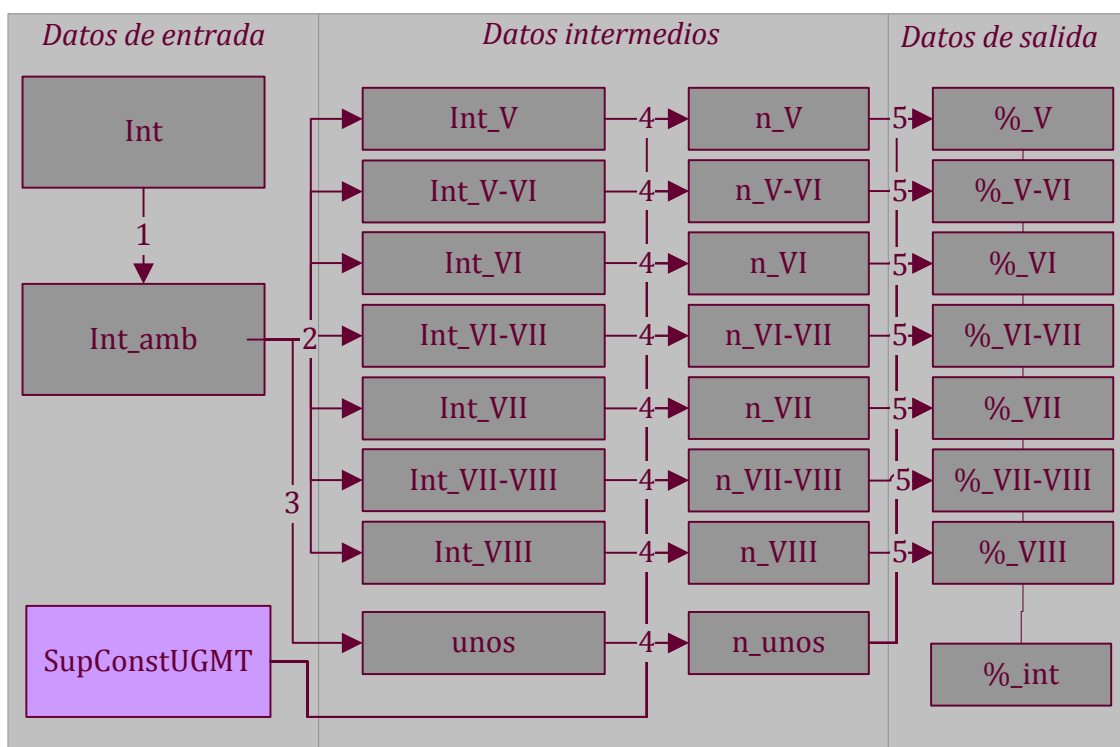 Datos de entrada
Datos intermedios
Datos de salida
Int
1
Int_amb
2
3
SupConstUGMT
Int_V
4
n_V
5
%_V
Int_V-VI
4
n_V-VI
5
%_V-VI
Int_VI
4
n_VI
5
%_VI
Int_VI-VII
4
n_VI-VII
5
%_VI-VII
Int_VII
4
n_VII
5
%_VII
Int_VII-VIII
4
n_VII-VIII
5
%_VII-VIII
Int_VIII
4
n_VIII
5
%_VIII
unos
4
n_unos
%_int